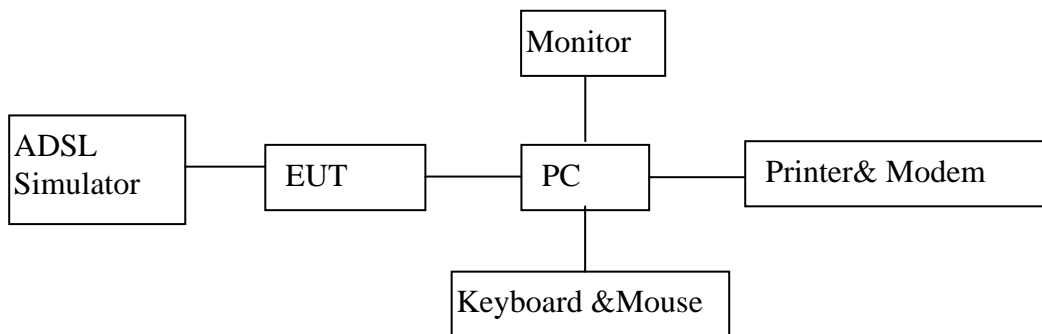 Monitor
ADSL
Simulator
EUT
PC
Printer& Modem
Keyboard &Mouse